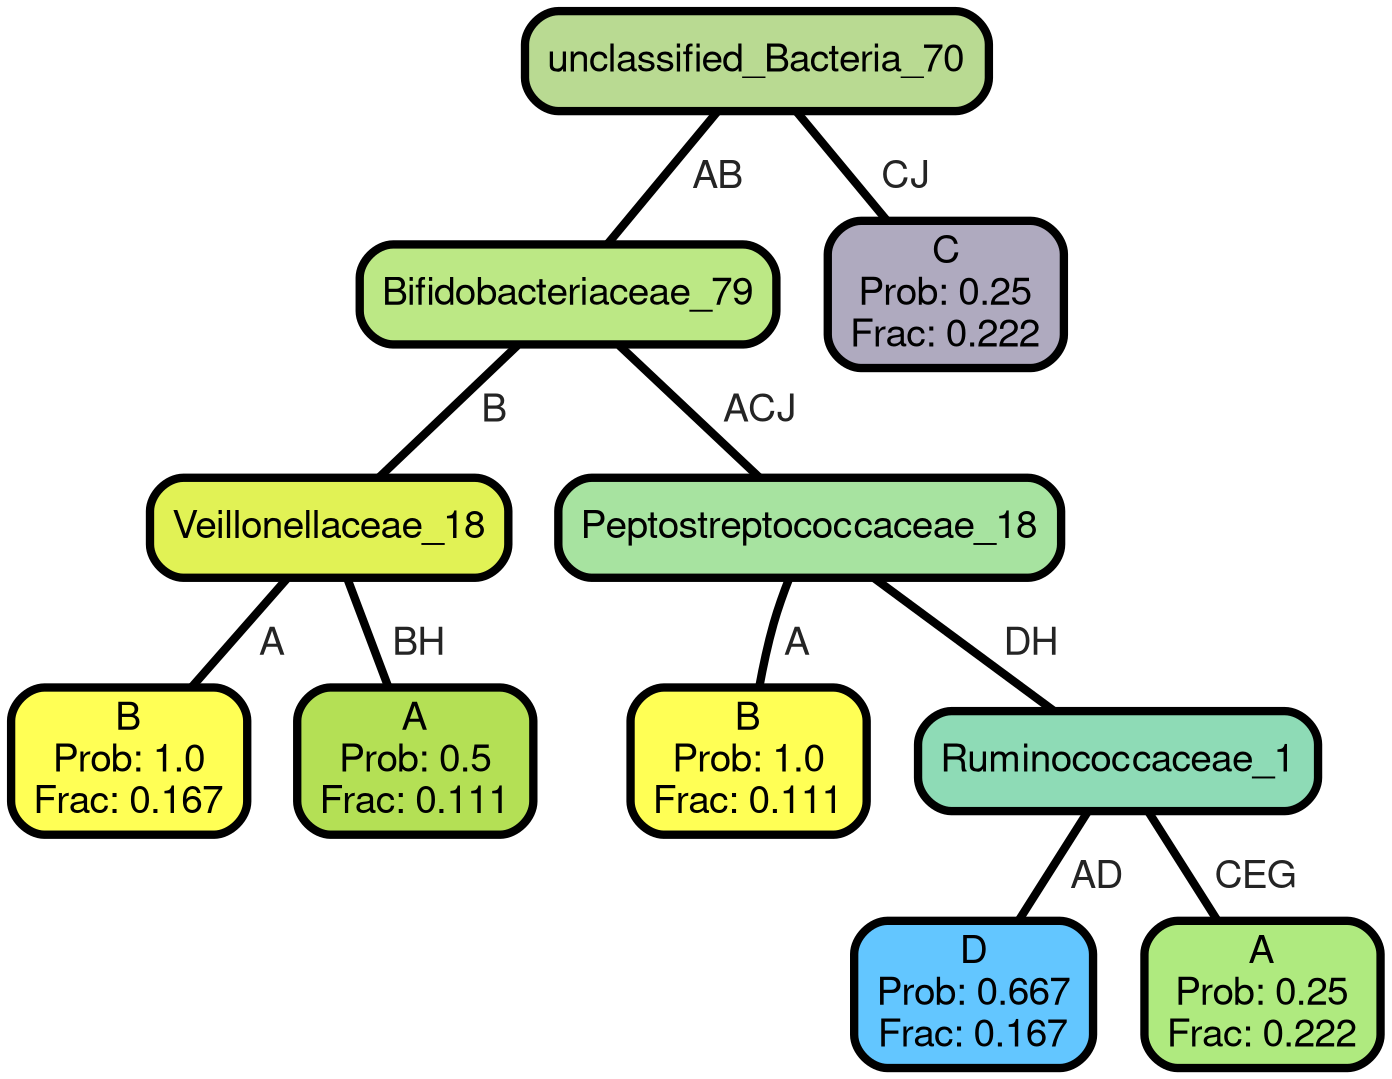 unclassified_Bacteria_70
AB
CJ
Bifidobacteriaceae_79
C
Prob: 0.25
Frac: 0.222
B
ACJ
Veillonellaceae_18
Peptostreptococcaceae_18
A
BH
A
DH
B
Prob: 1.0
Frac: 0.167
A
Prob: 0.5
Frac: 0.111
B
Prob: 1.0
Frac: 0.111
Ruminococcaceae_1
AD
CEG
D
Prob: 0.667
Frac: 0.167
A
Prob: 0.25
Frac: 0.222